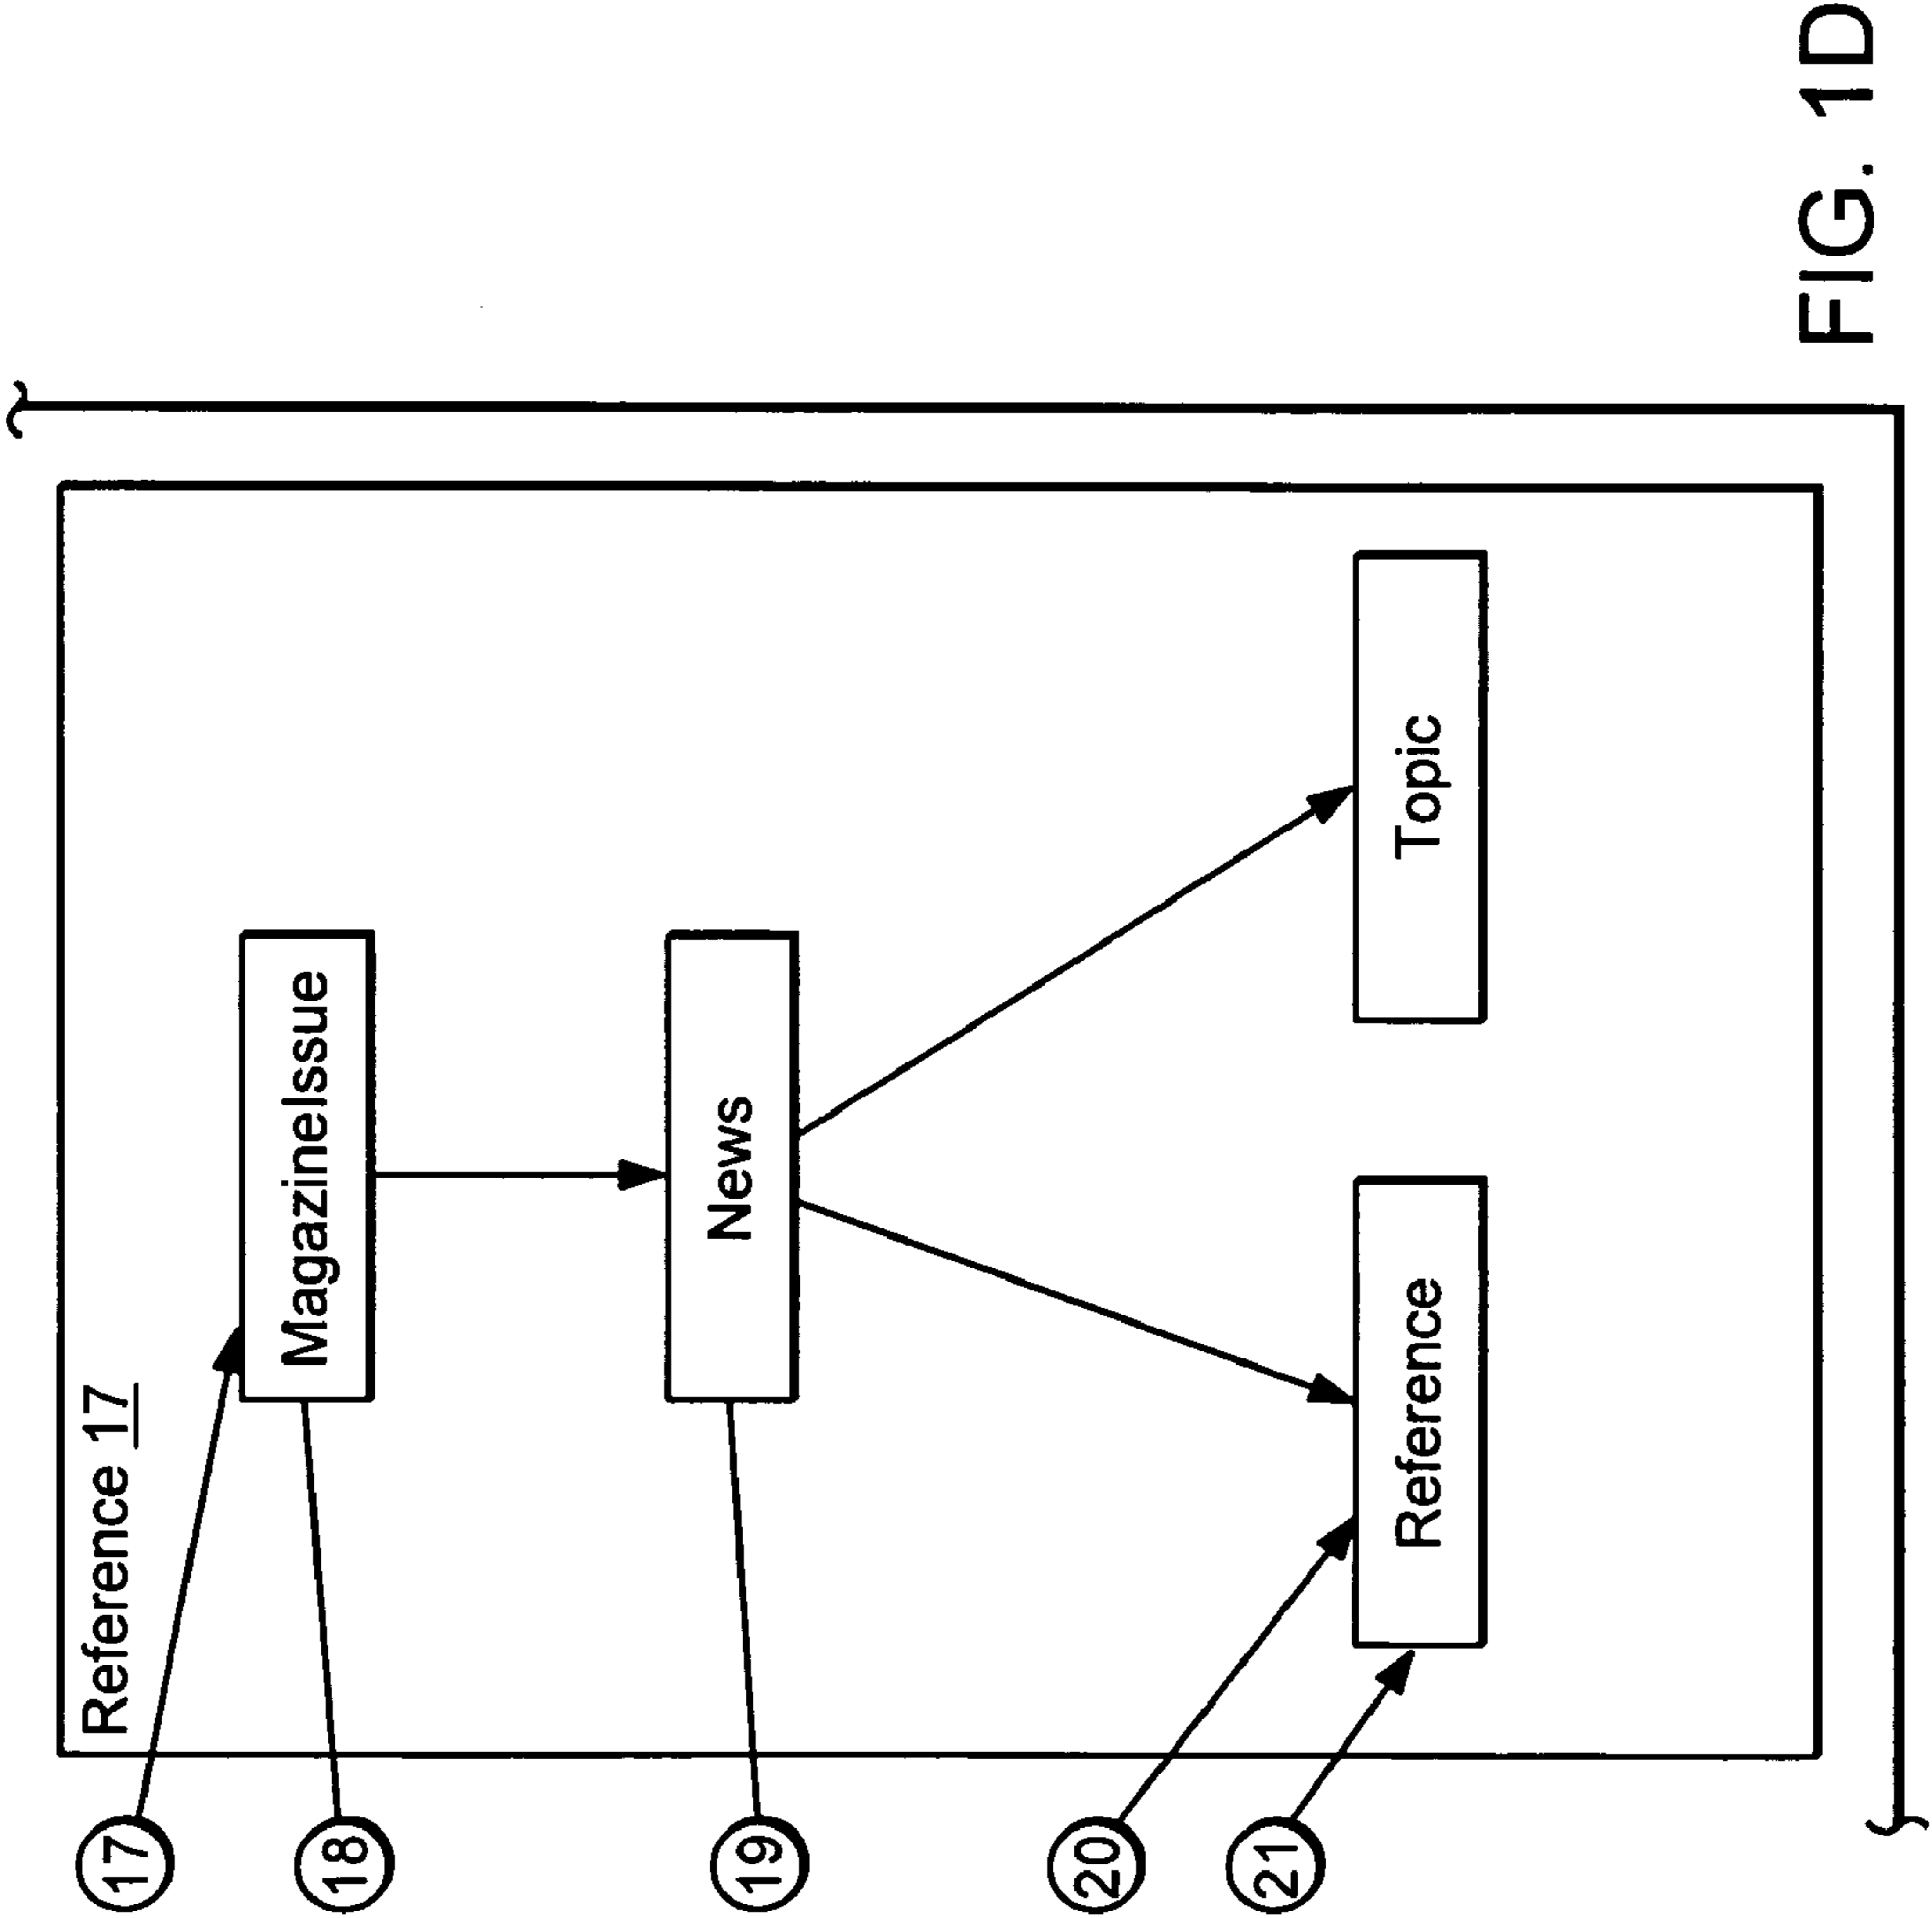 Reference 17
17
MagazineIssue
18
News
19
20
Reference
Topic
21
FIG. 1D